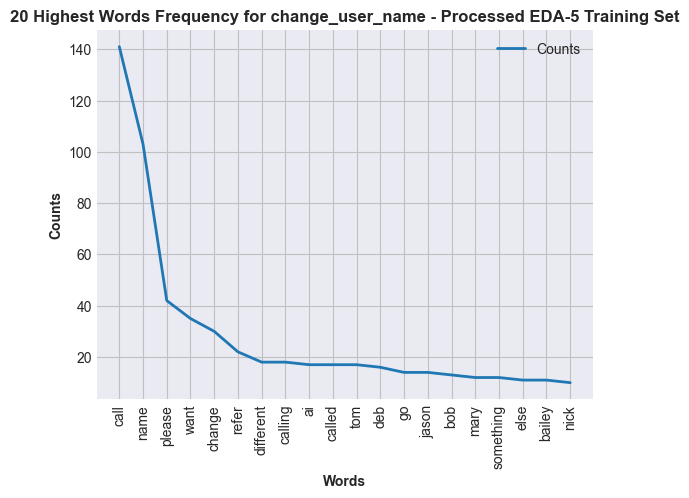 20 Highest Words Frequency for change_user_name - Processed EDA-5 Training Set
Counts
140
120
100
80
60
40
20
Counts
call
name
please
want
change
refer
different
calling
ai
called
tom
deb
go
jason
bob
mary
something
else
bailey
nick
Words